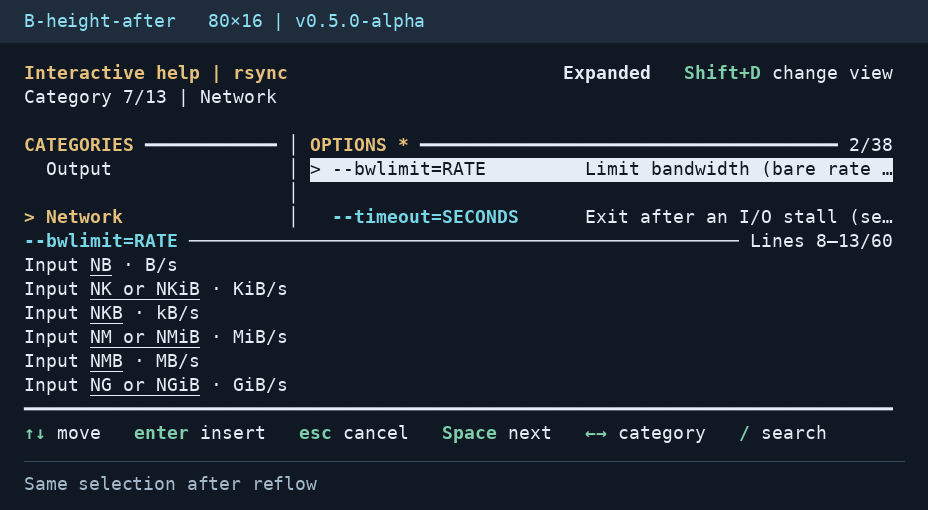 B-height-after   80×16 | v0.5.0-alpha
Interactive help | rsync                         Expanded   Shift+D change view
Category 7/13 | Network
CATEGORIES ──────────── │ OPTIONS * ────────────────────────────────────── 2/38
  Output                │ > --bwlimit=RATE         Limit bandwidth (bare rate …
> Network               │   --timeout=SECONDS      Exit after an I/O stall (se…
--bwlimit=RATE ────────────────────────────────────────────────── Lines 8–13/60
Input NB · B/s
Input NK or NKiB · KiB/s
Input NKB · kB/s
Input NM or NMiB · MiB/s
Input NMB · MB/s
Input NG or NGiB · GiB/s
↑↓ move   enter insert   esc cancel   Space next   ←→ category   / search
Same selection after reflow